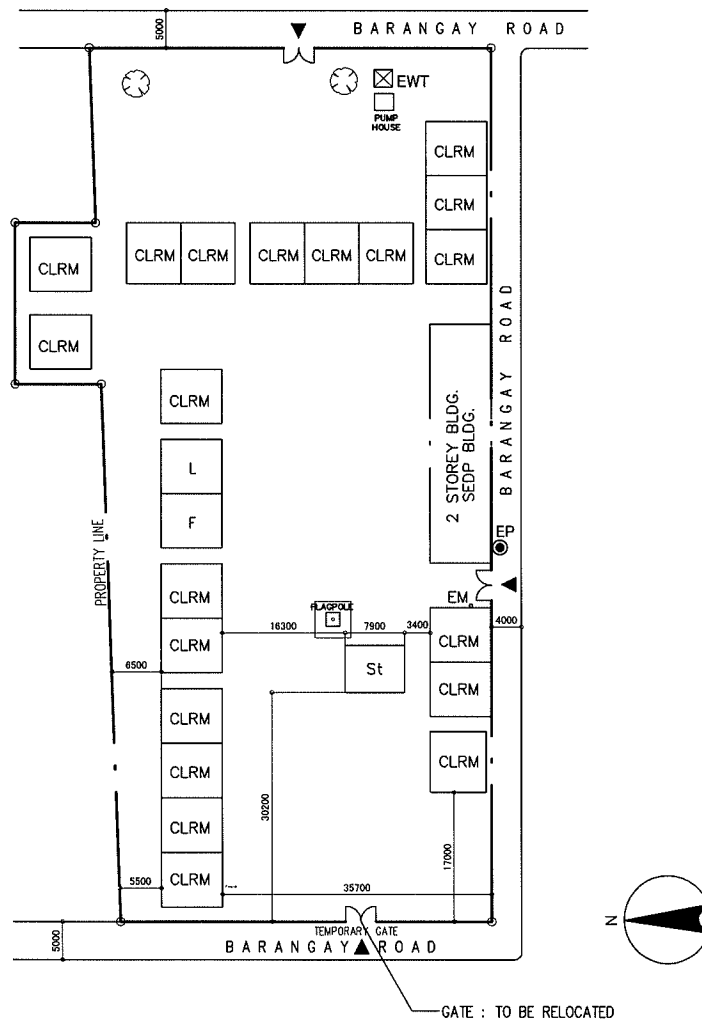 5000
BARANGAY ROAD
EWT
PUMP
HOUSE
CLRM
CLRM
CLRM
CLRM
CLRM
CLRM
CLRM
CLRM
CLRM
CLRM
BARANGAY ROAD
2 STOREY BLDG.
SEDP BLDG.
CLRM
L
F
PROPERTY LINE
EP
EM
FLAGPOLE
CLRM
CLRM
16300
7900
3400
4000
6500
St
CLRM
CLRM
CLRM
CLRM
CLRM
CLRM
CLRM
30200
17000
5500
35700
5000
TEMPORARY GATE
BARANGAY ROAD
N
GATE : TO BE RELOCATED